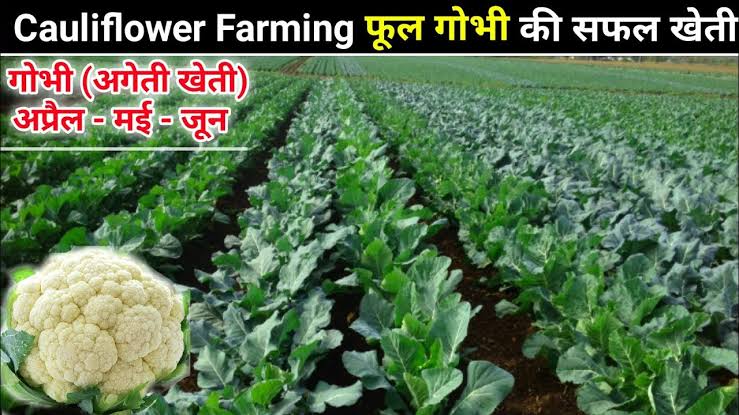 Cauliflower Farming फूल गोभी की सफल खेती
गोभी (अगेती खेती)
अप्रैल - मई - जून